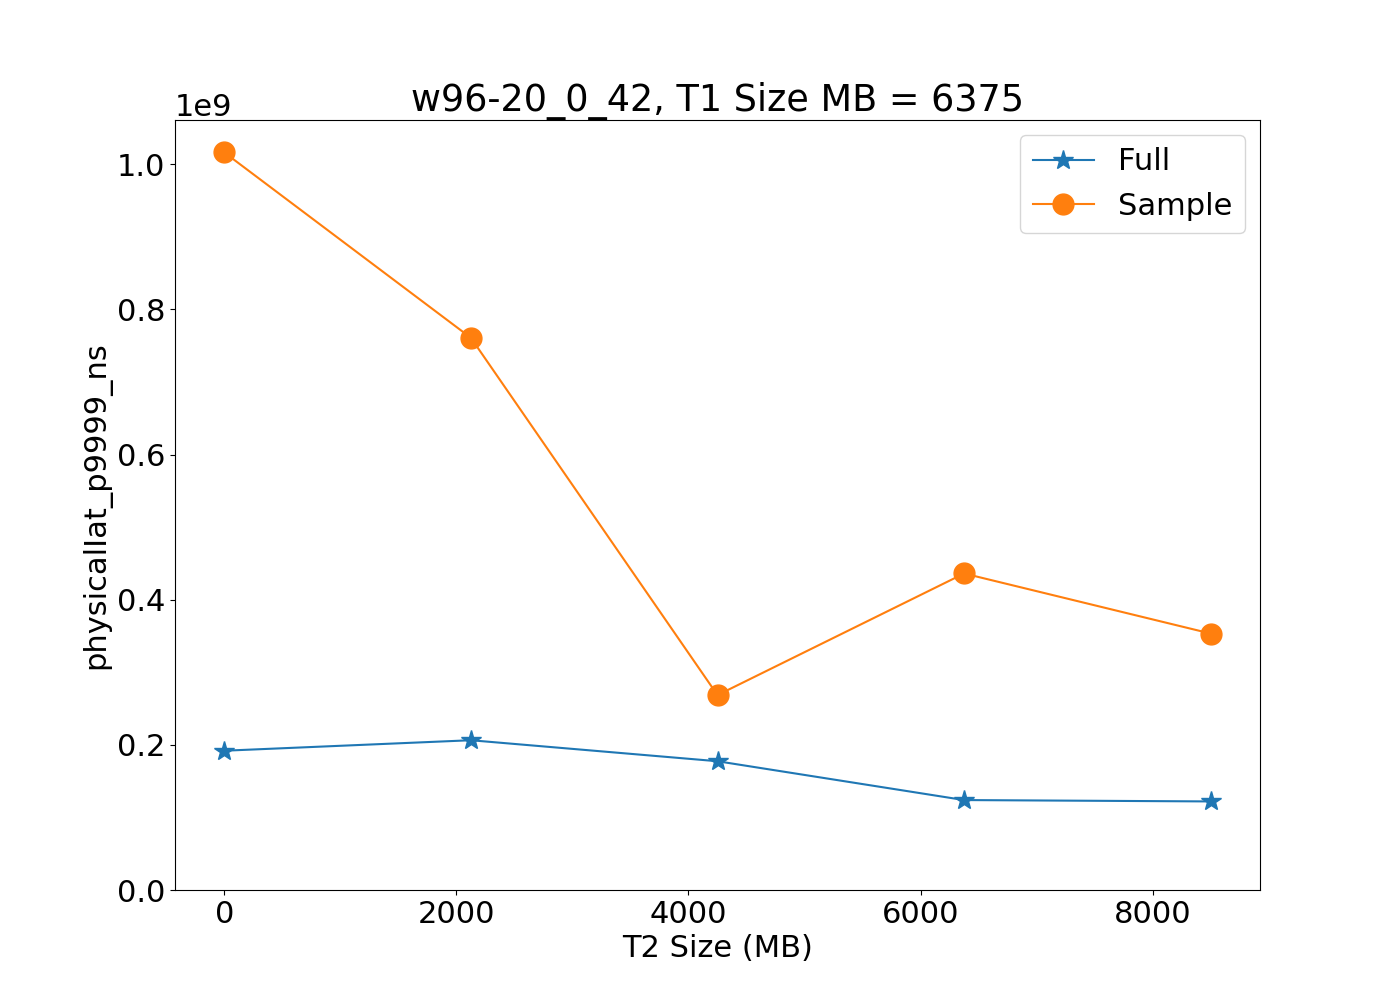 w96-20_0_42, T1 Size MB = 6375
1e9
1.0
0.8
0.6
0.4
0.2
0.0
physicallat_p9999_ns
Full
Sample
0 2000 4000 6000 8000
T2 Size (MB)